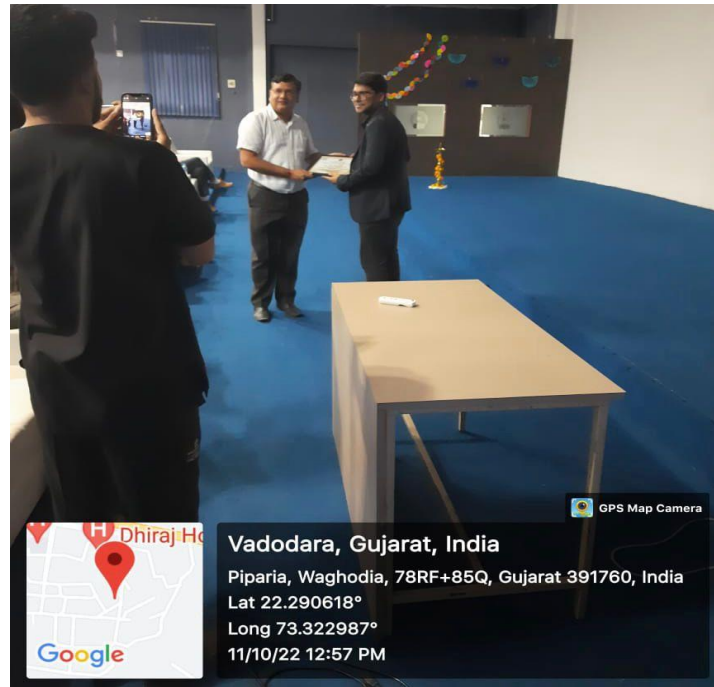 GPS Map Camera
H
Dhiraj Ho
Google
Vadodara, Gujarat, India
Piparia, Waghodia, 78RF+85Q, Gujarat 391760, India
Lat 22.290618°
Long 73.322987°
11/10/22 12:57 PM